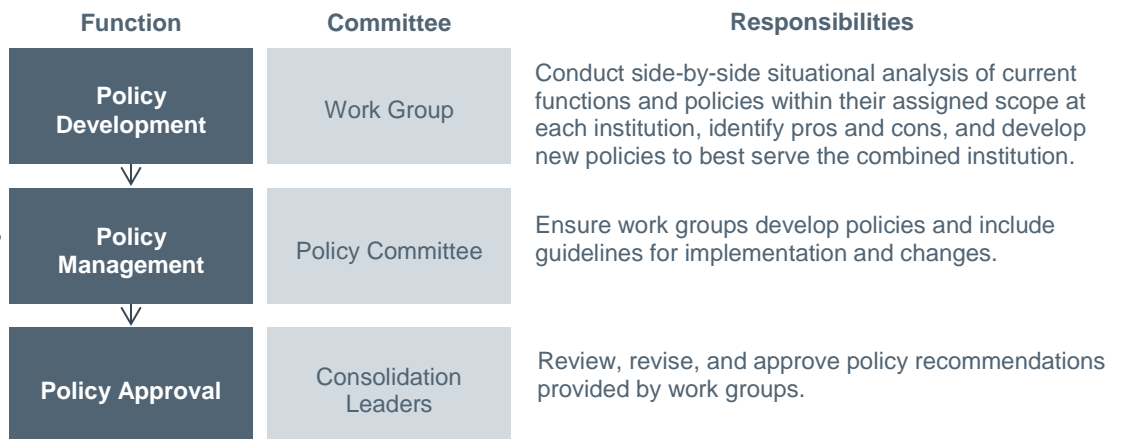 Function
Committee
Responsibilities
Policy
Development
Work Group
Conduct side-by-side situational analysis of current
functions and policies within their assigned scope at
each institution, identify pros and cons, and develop
new policies to best serve the combined institution.
Policy
Management
Policy Committee
Ensure work groups develop policies and include
guidelines for implementation and changes.
Policy Approval
Consolidation
Leaders
Review, revise, and approve policy recommendations
provided by work groups.